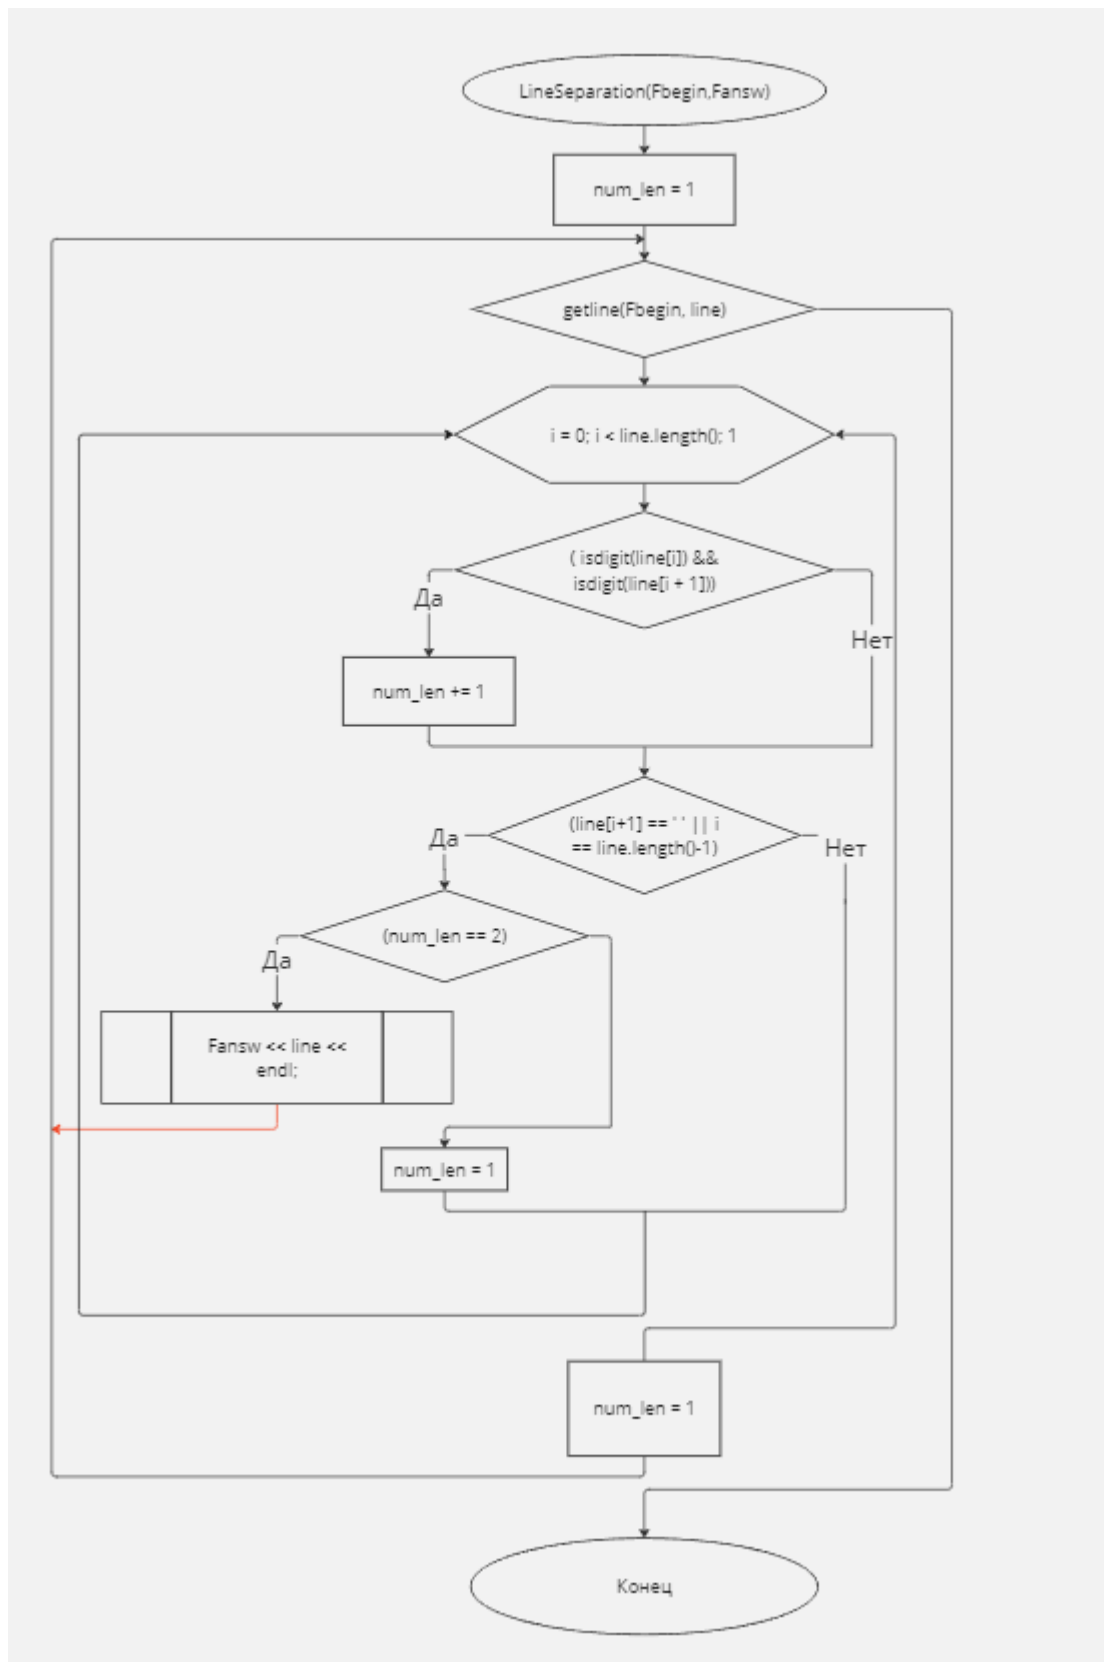 LineSeparation(Fbegin,Fansw)
num_len = 1
getline(Fbegin, line)
i = 0; i < line.length(); 1
( isdigit(line[i]) &&
isdigit(line[i + 1]))
Да
Нет
num_len += 1
(line[i+1] == ' ' || i
== line.length()-1)
Да
Нет
(num_len == 2)
Да
Fansw << line <<
endl;
num_len = 1
num_len = 1
Конец